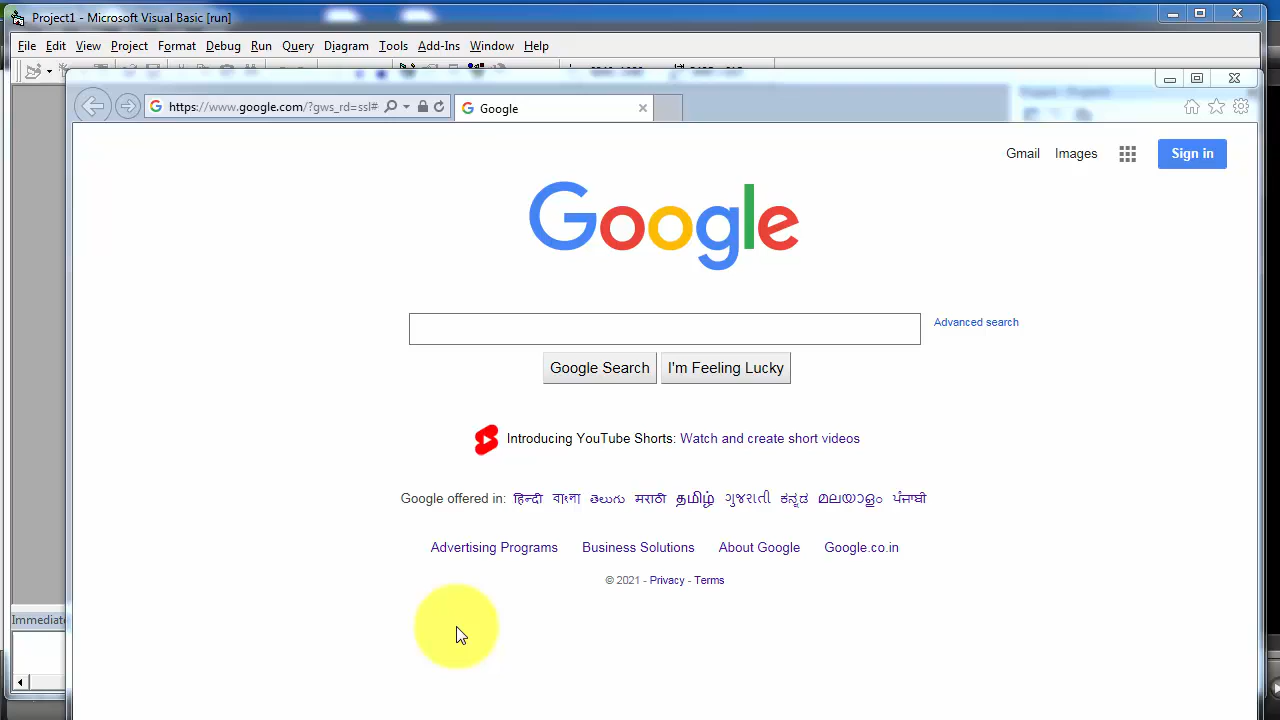 Project1 - Microsoft Visual Basic [run]
File Edit View Project Format Debug Run Query Diagram Tools Add-Ins Window Help
https://www.google.com/?gws_rd=ssl#
Google
Gmail Images Sign in
Google
Advanced search
Google Search I'm Feeling Lucky
Introducing YouTube Shorts: Watch and create short videos
Google offered in: हिन्दी বাংলা తెలుగు मराठी தமிழ் ગુજરાતી ಕನ್ನಡ മലയാളം ਪੰਜਾਬੀ
Advertising Programs Business Solutions About Google Google.co.in
© 2021 - Privacy - Terms
Immediate